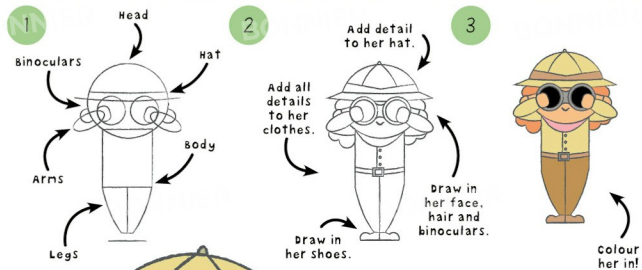 1
Head
Hat
Binoculars
Arms
Body
Legs
2
Add detail
to her hat.
Add all
details
to her
clothes.
Draw in
her face,
hair and
binoculars.
Draw in
her shoes.
3
Colour
her in!